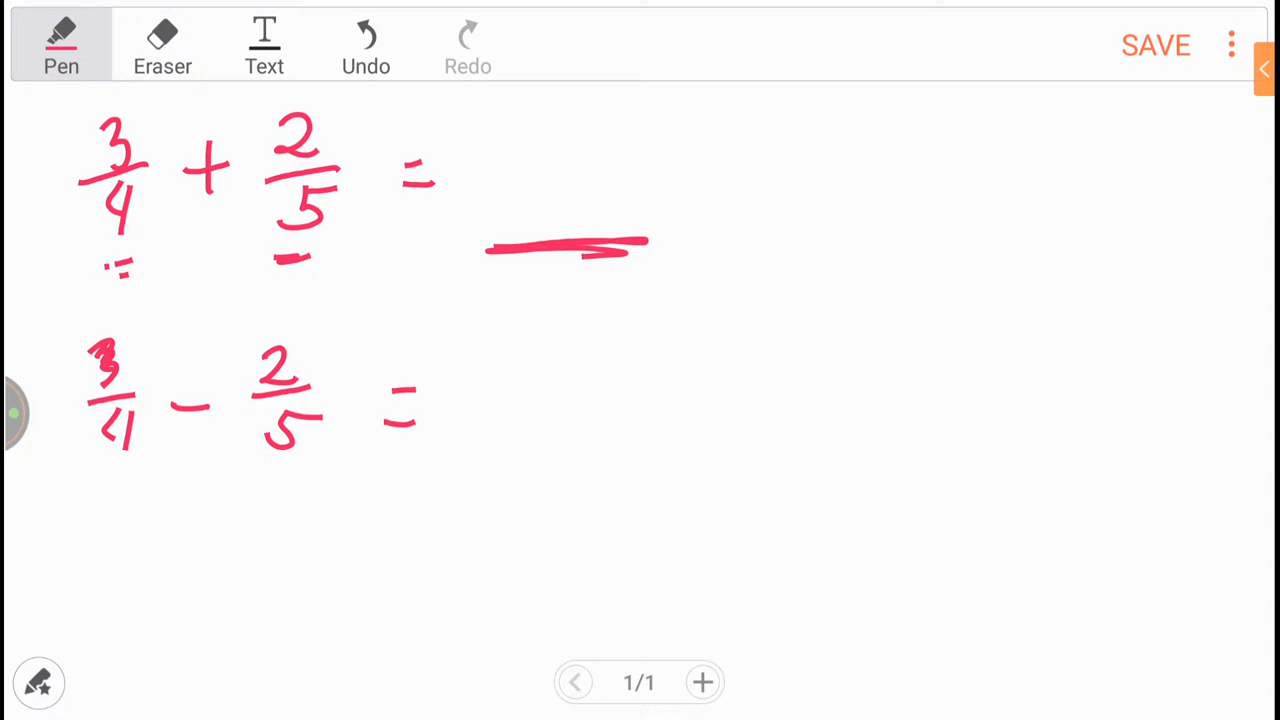 Pen Eraser Text Undo Redo SAVE
3/4 + 2/5 =
3/4 - 2/5 =
1/1